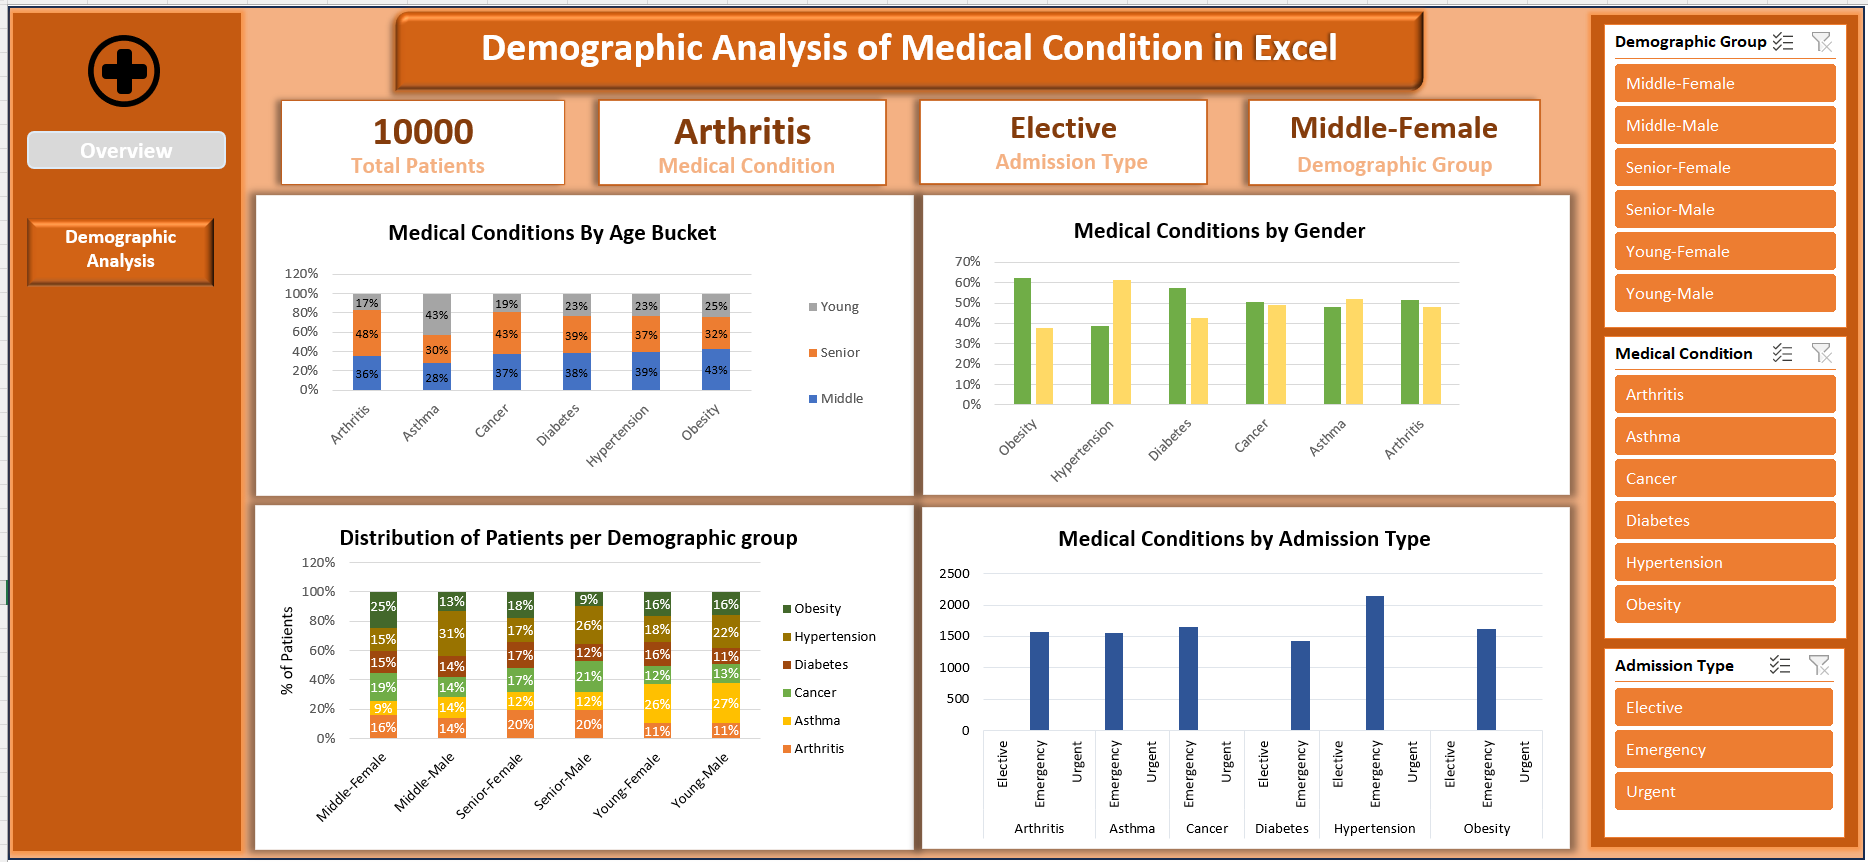 Demographic Analysis of Medical Condition in Excel
Overview
Demographic
Analysis
10000
Total Patients
Arthritis
Medical Condition
Elective
Admission Type
Middle-Female
Demographic Group
Medical Conditions By Age Bucket
120%
100%
80%
60%
40%
20%
0%
17%
43%
19%
23%
23%
25%
48%
30%
43%
39%
37%
32%
36%
28%
37%
38%
39%
43%
Arthritis
Asthma
Cancer
Diabetes
Hypertension
Obesity
Young
Senior
Middle
Medical Conditions by Gender
70%
60%
50%
40%
30%
20%
10%
0%
Obesity
Hypertension
Diabetes
Cancer
Asthma
Arthritis
Distribution of Patients per Demographic group
% of Patients
120%
100%
80%
60%
40%
20%
0%
25%
13%
18%
9%
16%
16%
15%
31%
17%
26%
18%
22%
15%
14%
17%
12%
16%
11%
19%
14%
17%
21%
12%
13%
9%
14%
12%
12%
26%
27%
16%
14%
20%
20%
11%
11%
Middle-Female
Middle-Male
Senior-Female
Senior-Male
Young-Female
Young-Male
Obesity
Hypertension
Diabetes
Cancer
Asthma
Arthritis
Medical Conditions by Admission Type
2500
2000
1500
1000
500
0
Elective
Emergency
Urgent
Emergency
Urgent
Emergency
Urgent
Elective
Emergency
Elective
Emergency
Urgent
Elective
Emergency
Urgent
Arthritis
Asthma
Cancer
Diabetes
Hypertension
Obesity
Demographic Group
Middle-Female
Middle-Male
Senior-Female
Senior-Male
Young-Female
Young-Male
Medical Condition
Arthritis
Asthma
Cancer
Diabetes
Hypertension
Obesity
Admission Type
Elective
Emergency
Urgent